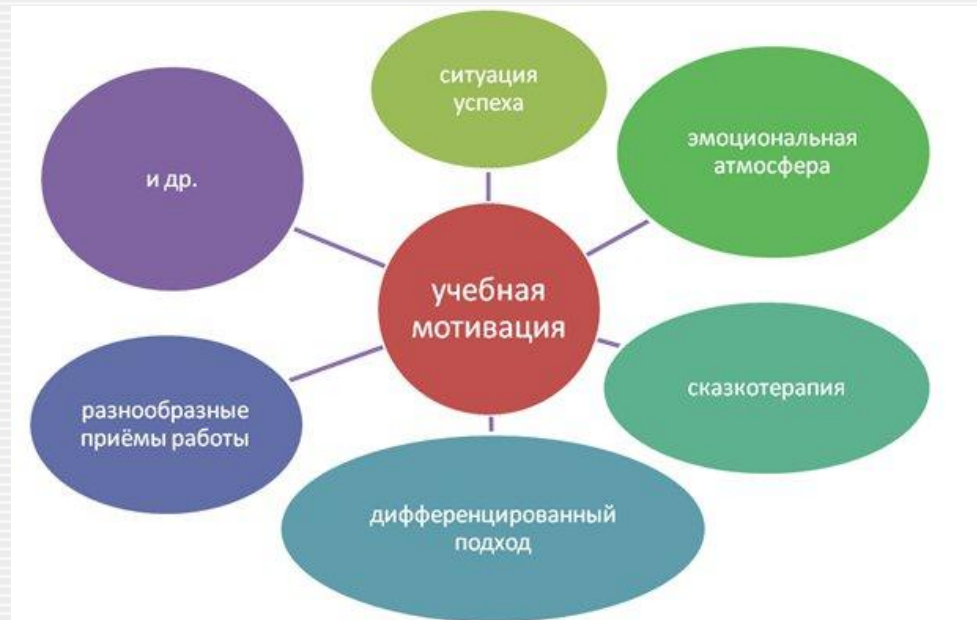 ситуация
успеха
эмоциональная
атмосфера
и др.
учебная
мотивация
сказкотерапия
разнообразные
приёмы работы
дифференцированный
подход